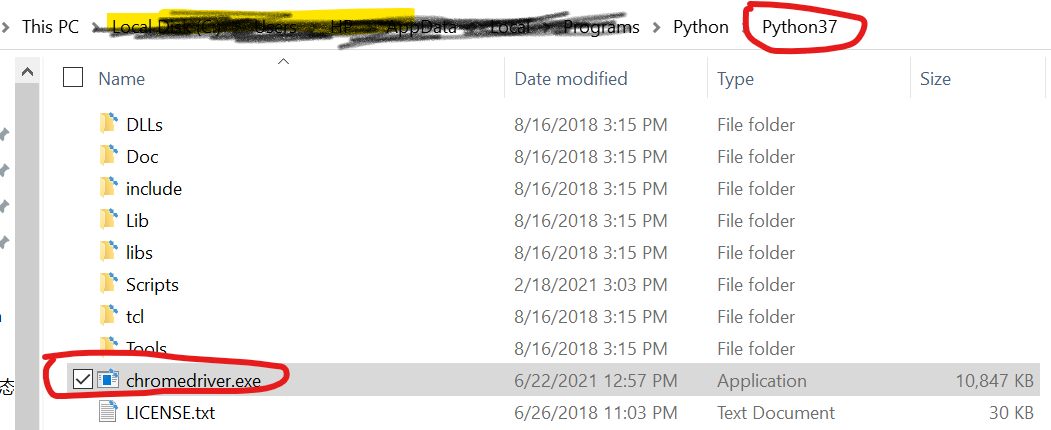 This PC > Local Disk (C:) > Users > AppData > Local > Programs > Python > Python37
Name Date modified Type Size
DLLs 8/16/2018 3:15 PM File folder
Doc 8/16/2018 3:15 PM File folder
include 8/16/2018 3:15 PM File folder
Lib 8/16/2018 3:15 PM File folder
libs 8/16/2018 3:15 PM File folder
Scripts 2/18/2021 3:03 PM File folder
tcl 8/16/2018 3:15 PM File folder
Tools 8/16/2018 3:15 PM File folder
态 chromedriver.exe 6/22/2021 12:57 PM Application 10,847 KB
LICENSE.txt 6/26/2018 11:03 PM Text Document 30 KB